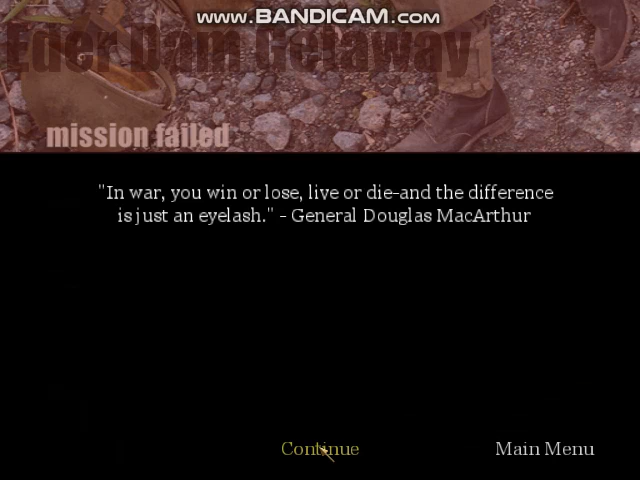 www.BANDICAM.com
Eder Dam Getaway
mission failed
"In war, you win or lose, live or die-and the difference
is just an eyelash." - General Douglas MacArthur
Continue
Main Menu